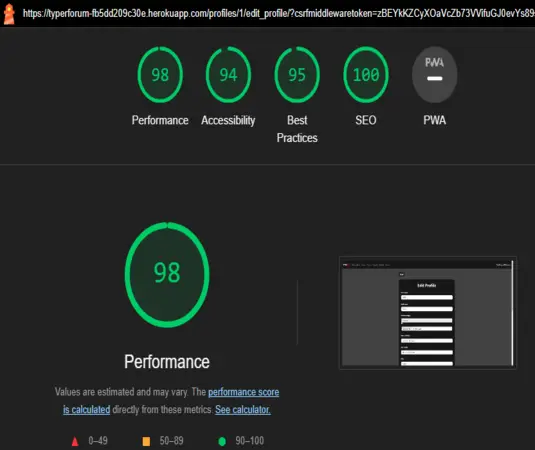 https://typerforum-fb5dd209c30e.herokuapp.com/profiles/1/edit_profile/?csrfmiddlewaretoken=zBEYkKZCyXOaVcZb73VVifuGJ0evYs89
98 94 95 100 PWA
Performance Accessibility Best Practices SEO PWA
98
Edit Profile
Performance
Values are estimated and may vary. The performance score
is calculated directly from these metrics. See calculator.
0–49 50–89 90–100